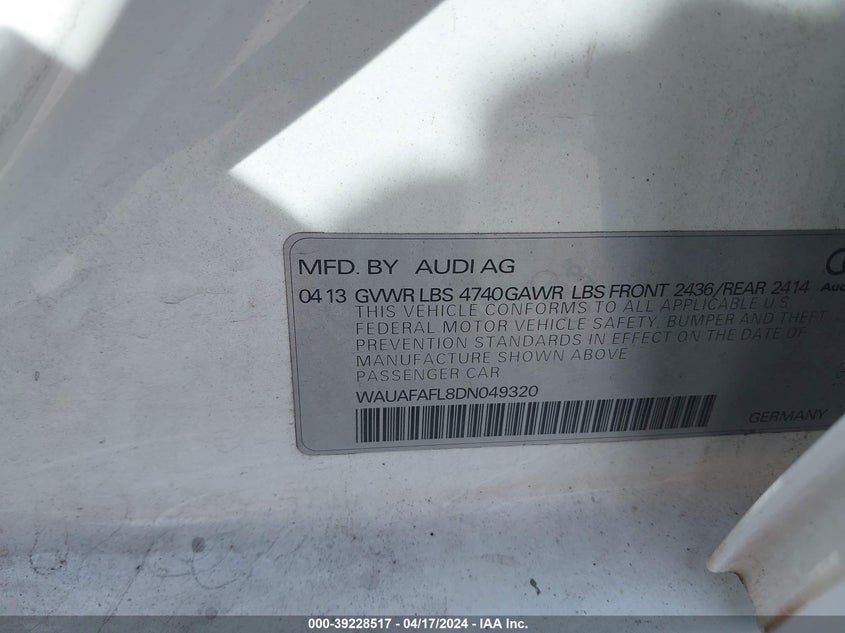 MFD. BY AUDI AG
04 13 GVWR LBS 4740 GAWR LBS FRONT 2436/REAR 2414
THIS VEHICLE CONFORMS TO ALL APPLICABLE U.S.
FEDERAL MOTOR VEHICLE SAFETY, BUMPER AND THEFT
PREVENTION STANDARDS IN EFFECT ON THE DATE OF
MANUFACTURE SHOWN ABOVE
PASSENGER CAR
WAUAFAFL8DN049320
GERMANY
000-39228517 - 04/17/2024 - IAA Inc.